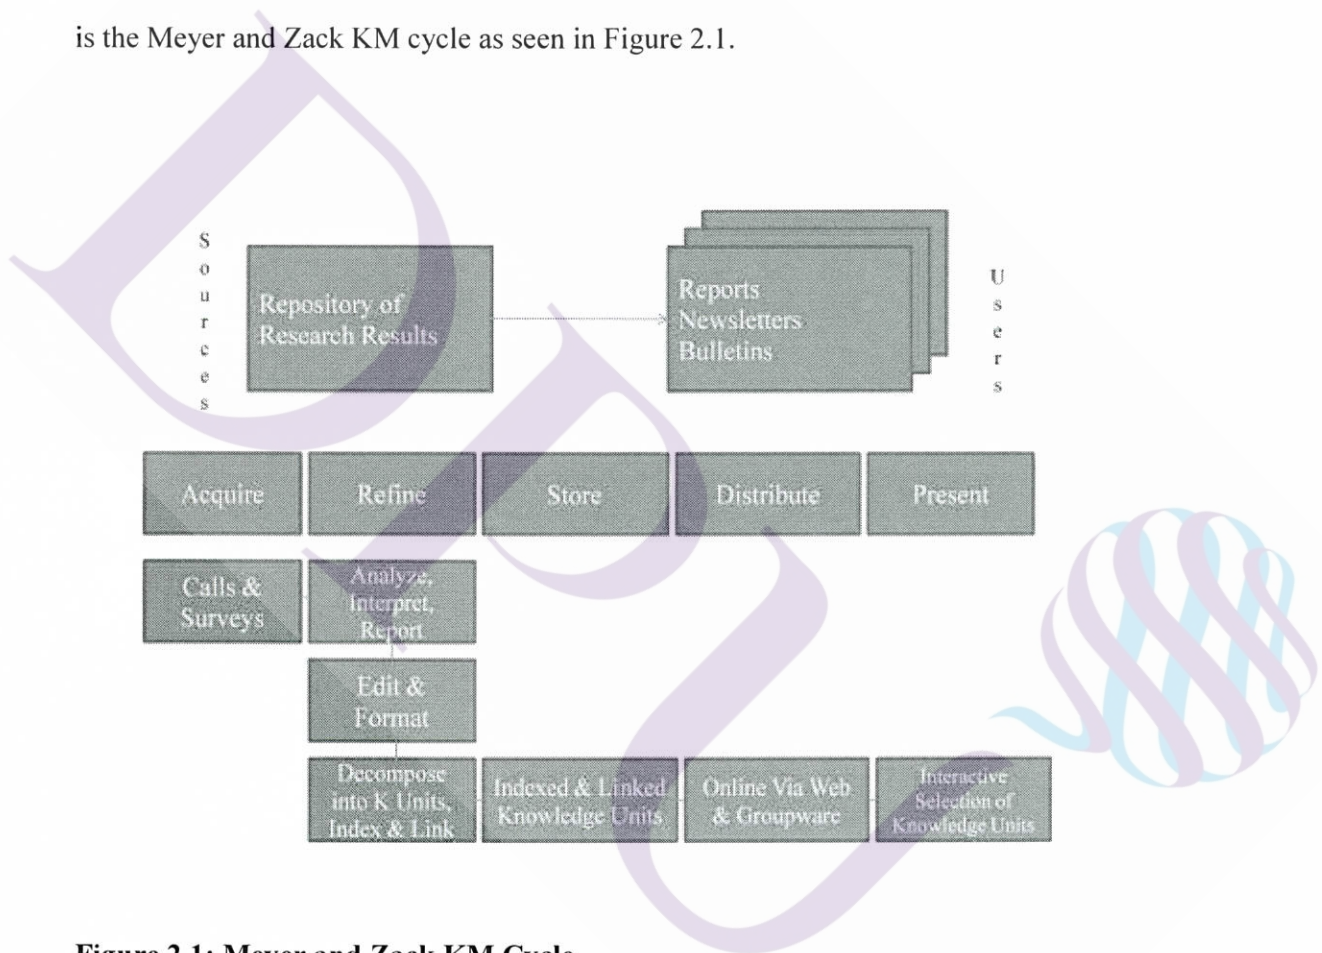 is the Meyer and Zack KM cycle as seen in Figure 2.1.
Sources
Repository of
Research Results
Reports
Newsletters
Bulletins
Users
Acquire
Refine
Store
Distribute
Present
Calls &
Surveys
Analyze,
Interpret,
Report
Edit &
Format
Decompose
into K Units,
Index & Link
Indexed & Linked
Knowledge Units
Online Via Web
& Groupware
Interactive
Selection of
Knowledge Units
Figure 2.1: Meyer and Zack KM Cycle
DPU